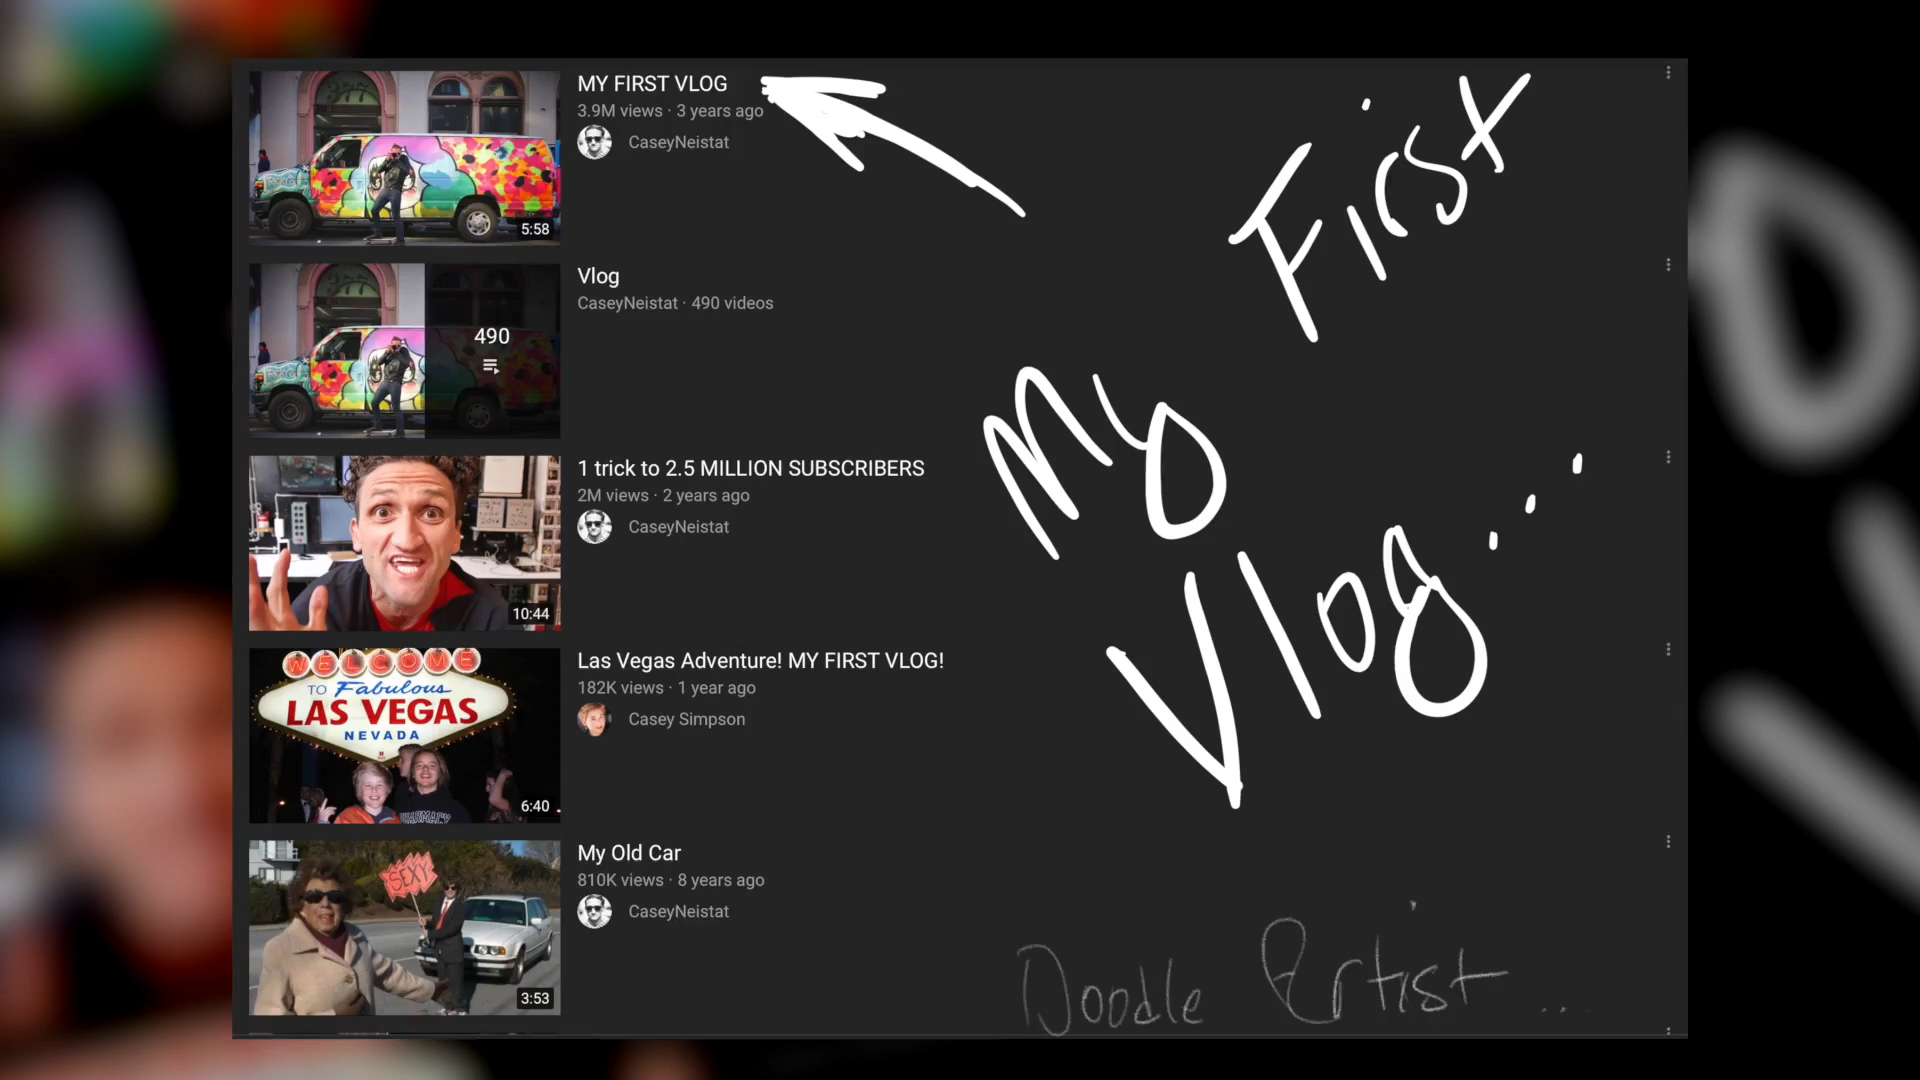 MY FIRST VLOG
3.9M views · 3 years ago
CaseyNeistat
5:58
First
Vlog
CaseyNeistat · 490 videos
490
My
1 trick to 2.5 MILLION SUBSCRIBERS
2M views · 2 years ago
CaseyNeistat
10:44
Vlog...
Las Vegas Adventure! MY FIRST VLOG!
182K views · 1 year ago
Casey Simpson
WELCOME
TO Fabulous
LAS VEGAS
NEVADA
PHARMACY
6:40
My Old Car
810K views · 8 years ago
CaseyNeistat
SEXY
3:53
Doodle Artist...